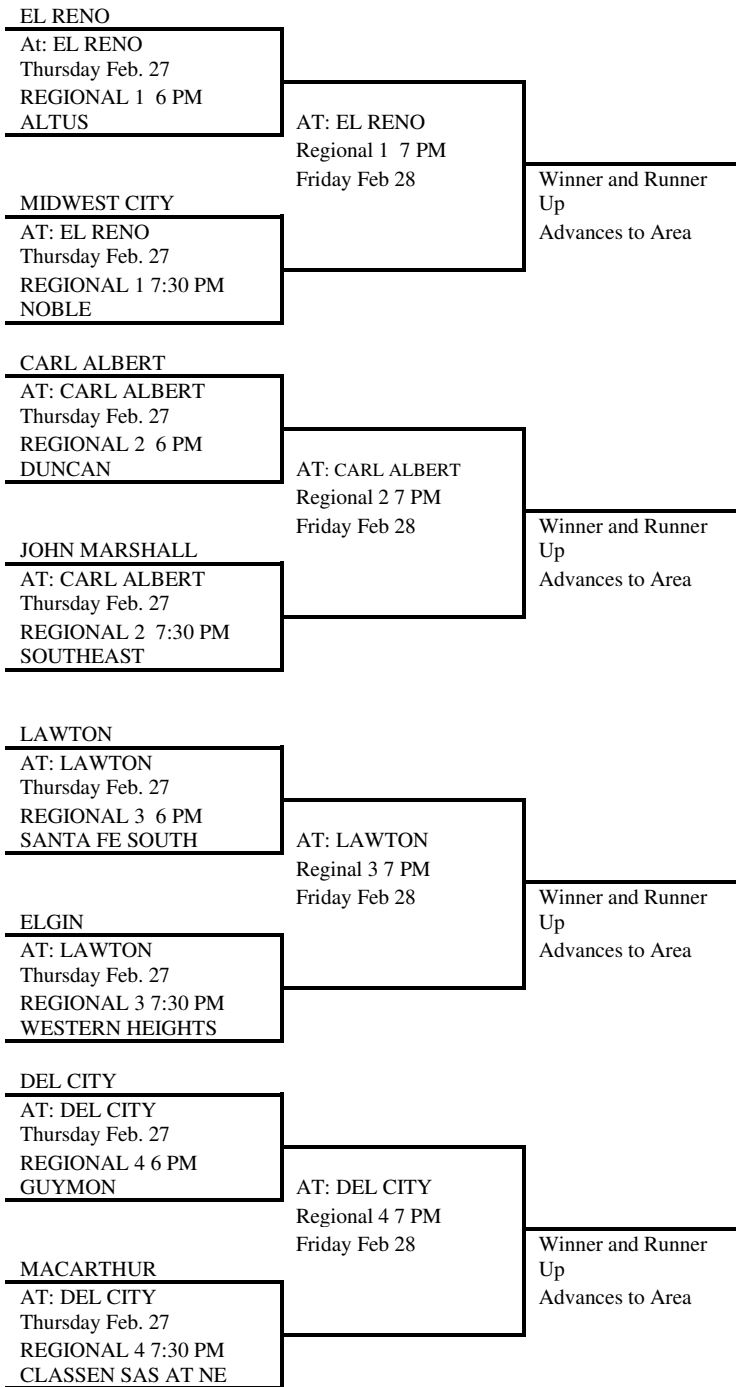 EL RENO
At: EL RENO
Thursday Feb. 27
REGIONAL 1 6 PM
ALTUS
AT: EL RENO
Regional 1 7 PM
Friday Feb 28
Winner and Runner
Up
Advances to Area
MIDWEST CITY
AT: EL RENO
Thursday Feb. 27
REGIONAL 1 7:30 PM
NOBLE
CARL ALBERT
AT: CARL ALBERT
Thursday Feb. 27
REGIONAL 2 6 PM
DUNCAN
AT: CARL ALBERT
Regional 2 7 PM
Friday Feb 28
Winner and Runner
Up
Advances to Area
JOHN MARSHALL
AT: CARL ALBERT
Thursday Feb. 27
REGIONAL 2 7:30 PM
SOUTHEAST
LAWTON
AT: LAWTON
Thursday Feb. 27
REGIONAL 3 6 PM
SANTA FE SOUTH
AT: LAWTON
Reginal 3 7 PM
Friday Feb 28
Winner and Runner
Up
Advances to Area
ELGIN
AT: LAWTON
Thursday Feb. 27
REGIONAL 3 7:30 PM
WESTERN HEIGHTS
DEL CITY
AT: DEL CITY
Thursday Feb. 27
REGIONAL 4 6 PM
GUYMON
AT: DEL CITY
Regional 4 7 PM
Friday Feb 28
Winner and Runner
Up
Advances to Area
MACARTHUR
AT: DEL CITY
Thursday Feb. 27
REGIONAL 4 7:30 PM
CLASSEN SAS AT NE